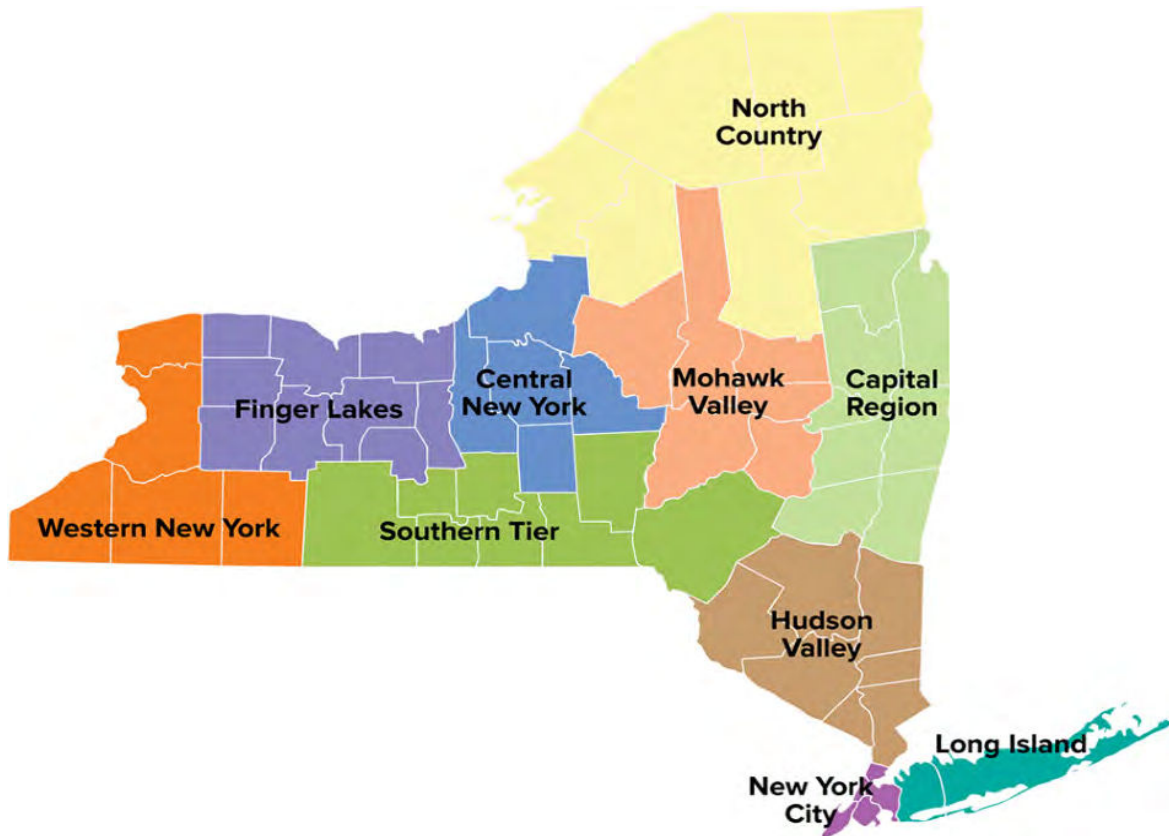 North
Country
Finger Lakes
Central
New York
Mohawk
Valley
Capital
Region
Western New York
Southern Tier
Hudson
Valley
Long Island
New York
City